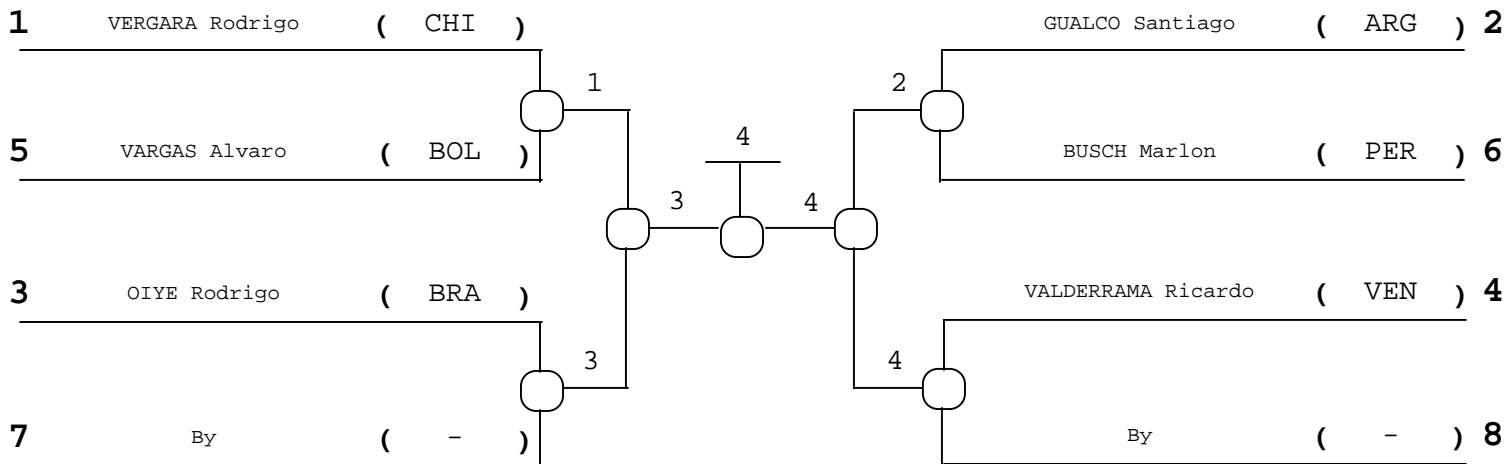 1 VERGARA Rodrigo ( CHI )
GUALCO Santiago ( ARG ) 2
1
2
5 VARGAS Alvaro ( BOL )
4
BUSCH Marlon ( PER ) 6
3
4
3 OIYE Rodrigo ( BRA )
VALDERRAMA Ricardo ( VEN ) 4
3
4
7 By ( - )
By ( - ) 8